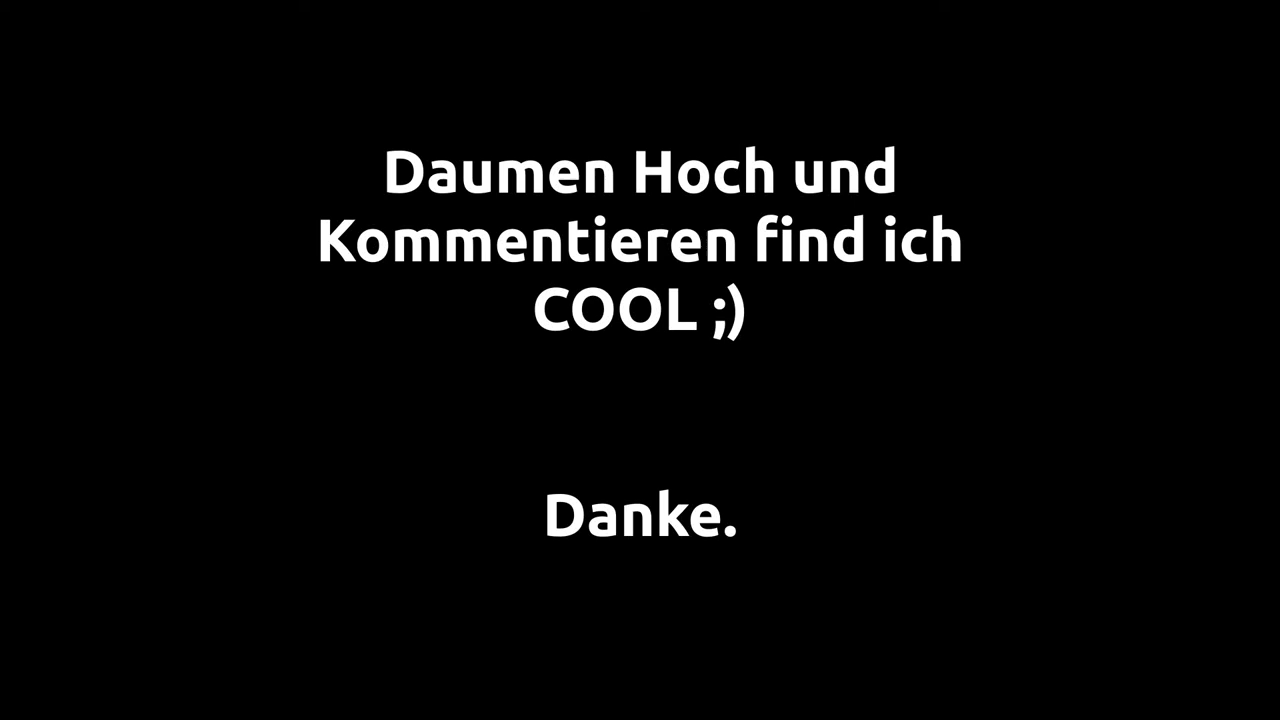 Daumen Hoch und
Kommentieren find ich
COOL ;)
Danke.